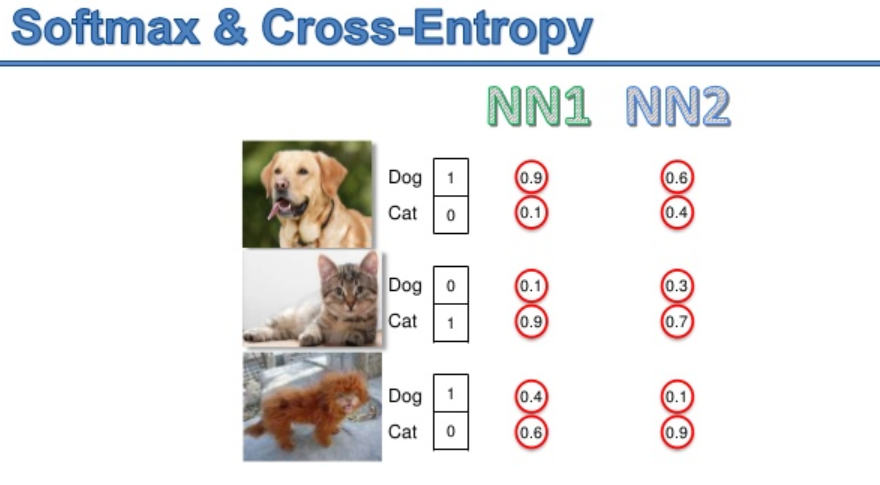 Softmax & Cross-Entropy
NN1 NN2
Dog 1 0.9 0.6
Cat 0 0.1 0.4
Dog 0 0.1 0.3
Cat 1 0.9 0.7
Dog 1 0.4 0.1
Cat 0 0.6 0.9